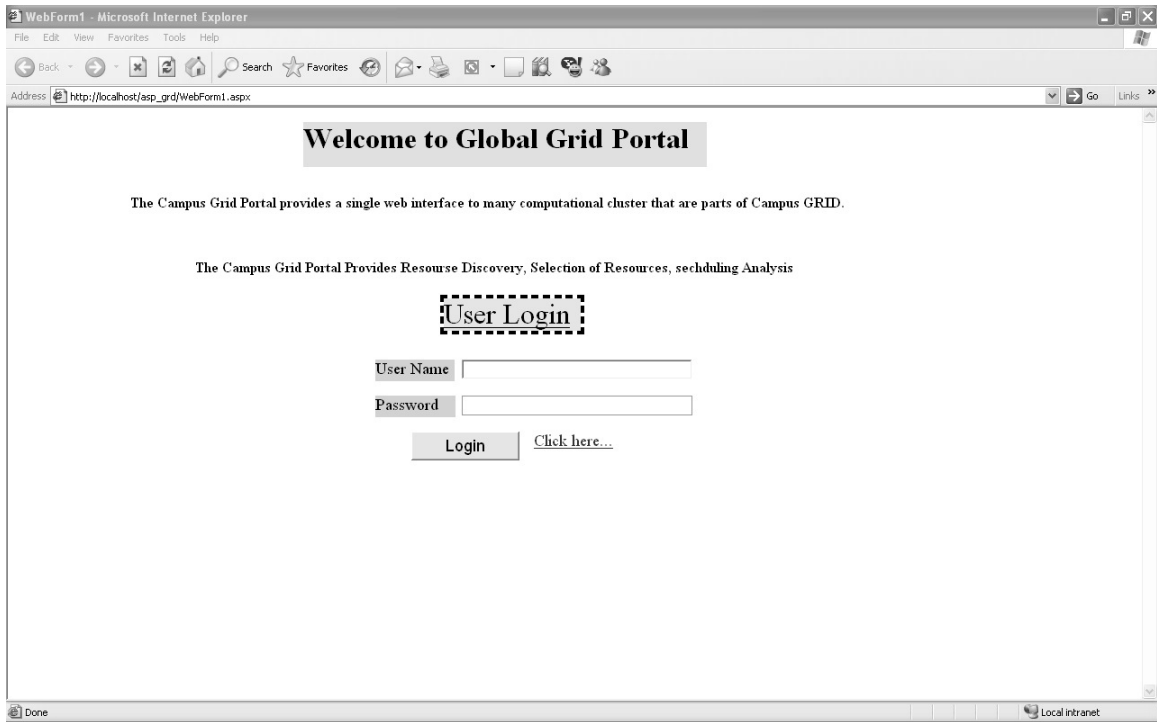 WebForm1 - Microsoft Internet Explorer
File Edit View Favorites Tools Help
Back Search Favorites
Address http://localhost/asp_grd/WebForm1.aspx Go Links »
Welcome to Global Grid Portal
The Campus Grid Portal provides a single web interface to many computational cluster that are parts of Campus GRID.
The Campus Grid Portal Provides Resourse Discovery, Selection of Resources, sechduling Analysis
User Login
User Name
Password
Login Click here...
Done Local intranet